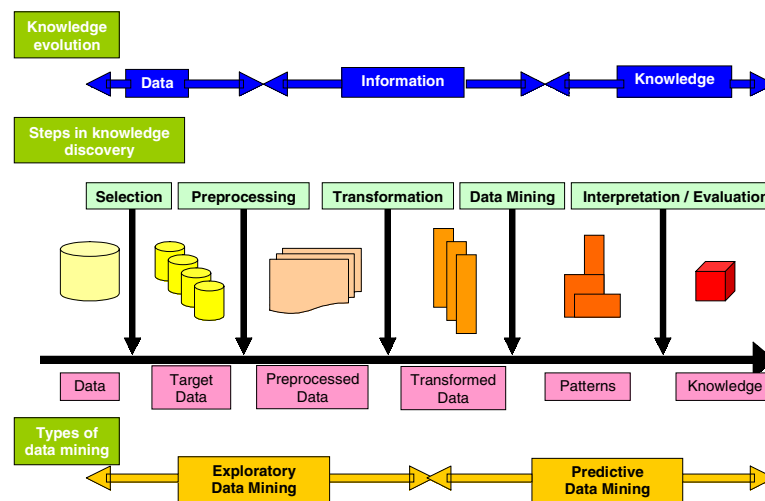 Knowledge
evolution
Data
Information
Knowledge
Steps in knowledge
discovery
Selection
Preprocessing
Transformation
Data Mining
Interpretation / Evaluation
Data
Target
Data
Preprocessed
Data
Transformed
Data
Patterns
Knowledge
Types of
data mining
Exploratory
Data Mining
Predictive
Data Mining